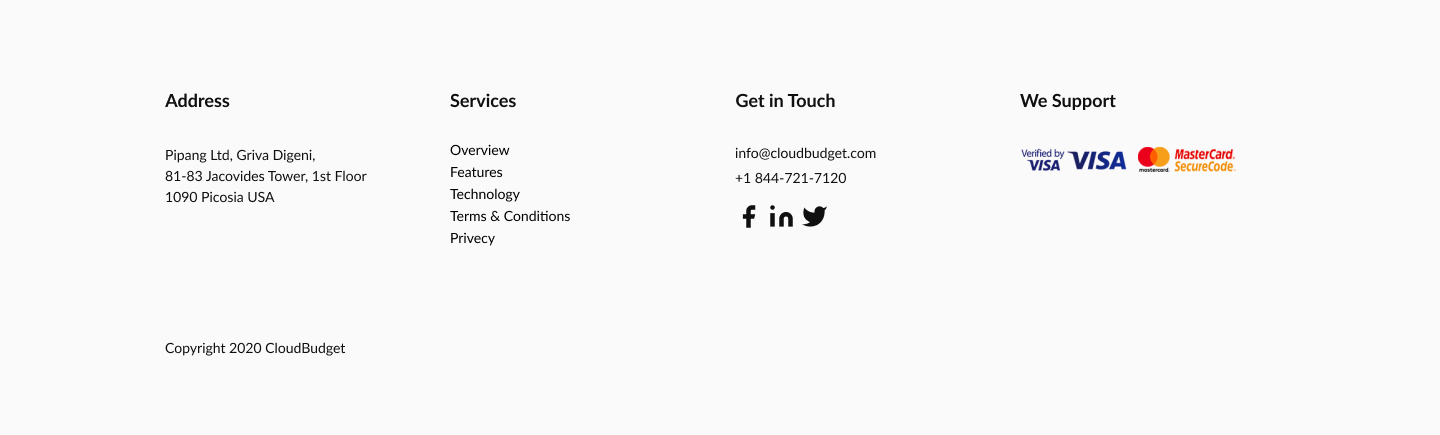 Address
Pipang Ltd, Griva Digeni,
81-83 Jacovides Tower, 1st Floor
1090 Picosia USA
Services
Overview
Features
Technology
Terms & Conditions
Privecy
Get in Touch
info@cloudbudget.com
+1 844-721-7120
We Support
Verified by
VISA
VISA
mastercard
MasterCard.
SecureCode.
Copyright 2020 CloudBudget